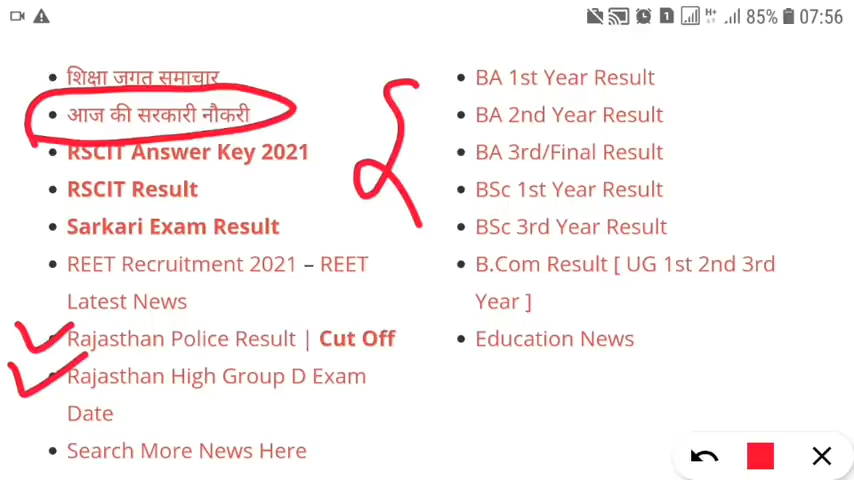 85% 07:56
शिक्षा जगत समाचार
आज की सरकारी नौकरी
RSCIT Answer Key 2021
RSCIT Result
Sarkari Exam Result
REET Recruitment 2021 – REET
Latest News
Rajasthan Police Result | Cut Off
Rajasthan High Group D Exam
Date
Search More News Here
BA 1st Year Result
BA 2nd Year Result
BA 3rd/Final Result
BSc 1st Year Result
BSc 3rd Year Result
B.Com Result [ UG 1st 2nd 3rd
Year ]
Education News